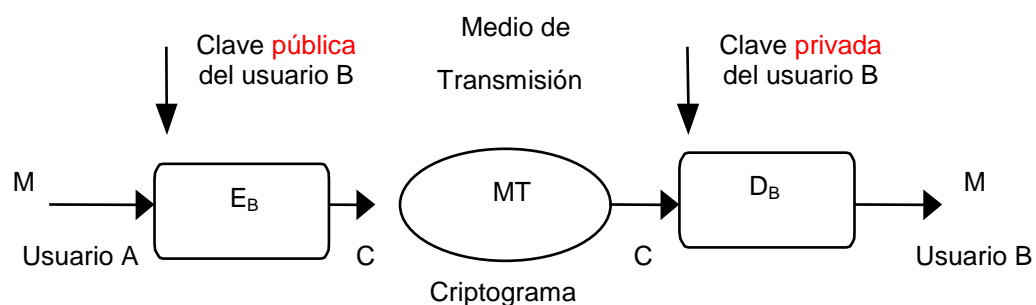 Clave pública
del usuario B
Medio de
Transmisión
Clave privada
del usuario B
M
E_B
MT
D_B
M
Usuario A
C
C
Usuario B
Criptograma